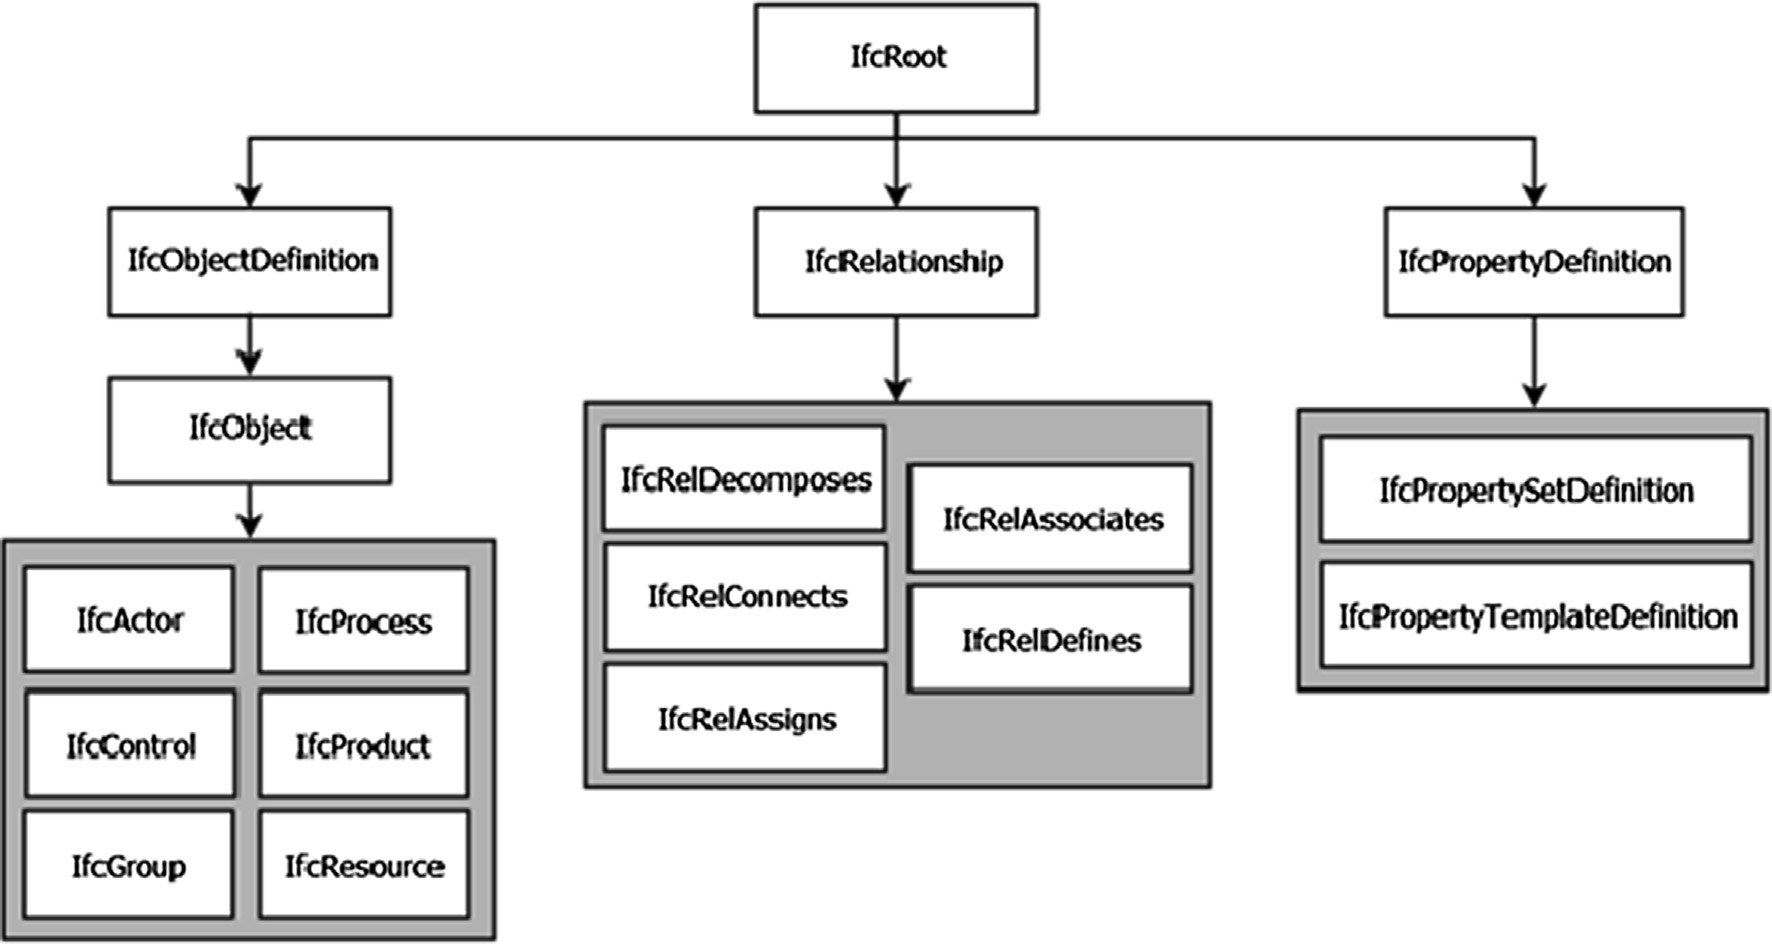 IfcRoot
IfcObjectDefinition
IfcRelationship
IfcPropertyDefinition
IfcObject
IfcActor
IfcProcess
IfcControl
IfcProduct
IfcGroup
IfcResource
IfcRelDecomposes
IfcRelConnects
IfcRelAssigns
IfcRelAssociates
IfcRelDefines
IfcPropertySetDefinition
IfcPropertyTemplateDefinition